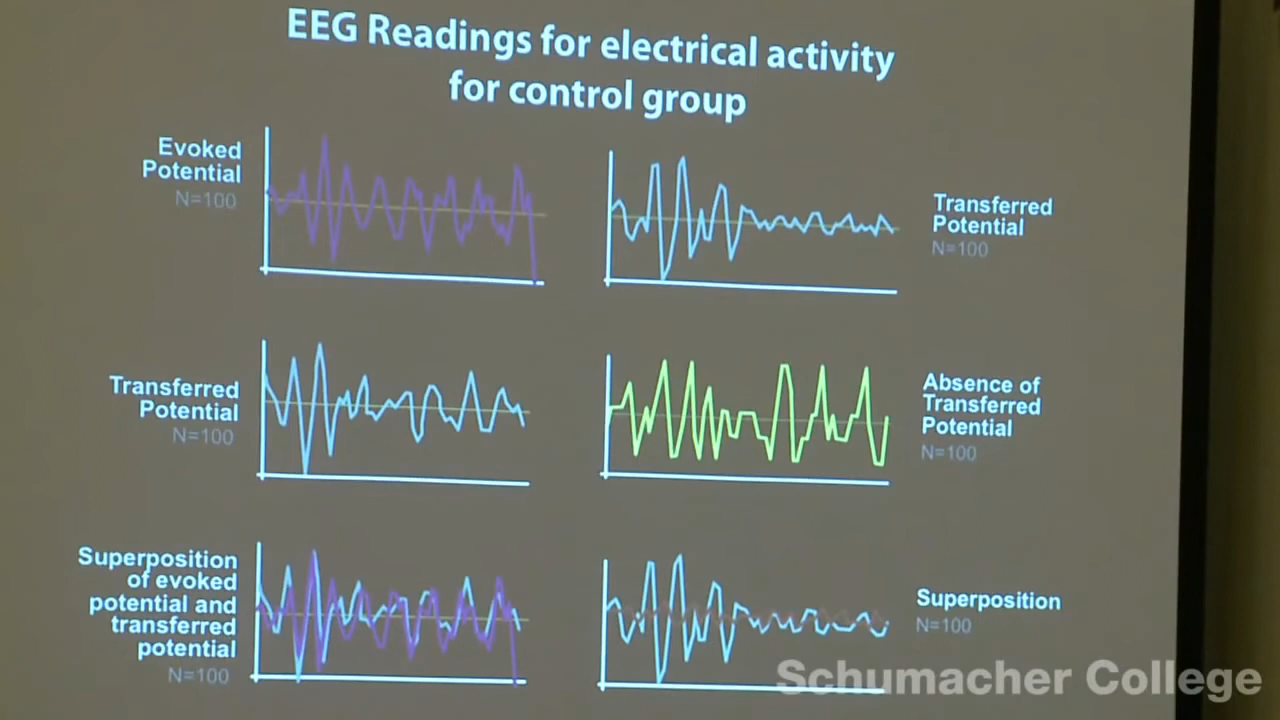 EEG Readings for electrical activity
for control group
Evoked
Potential
N=100
Transferred
Potential
N=100
Transferred
Potential
N=100
Absence of
Transferred
Potential
N=100
Superposition
of evoked
potential and
transferred
potential
N=100
Superposition
N=100
Schumacher College